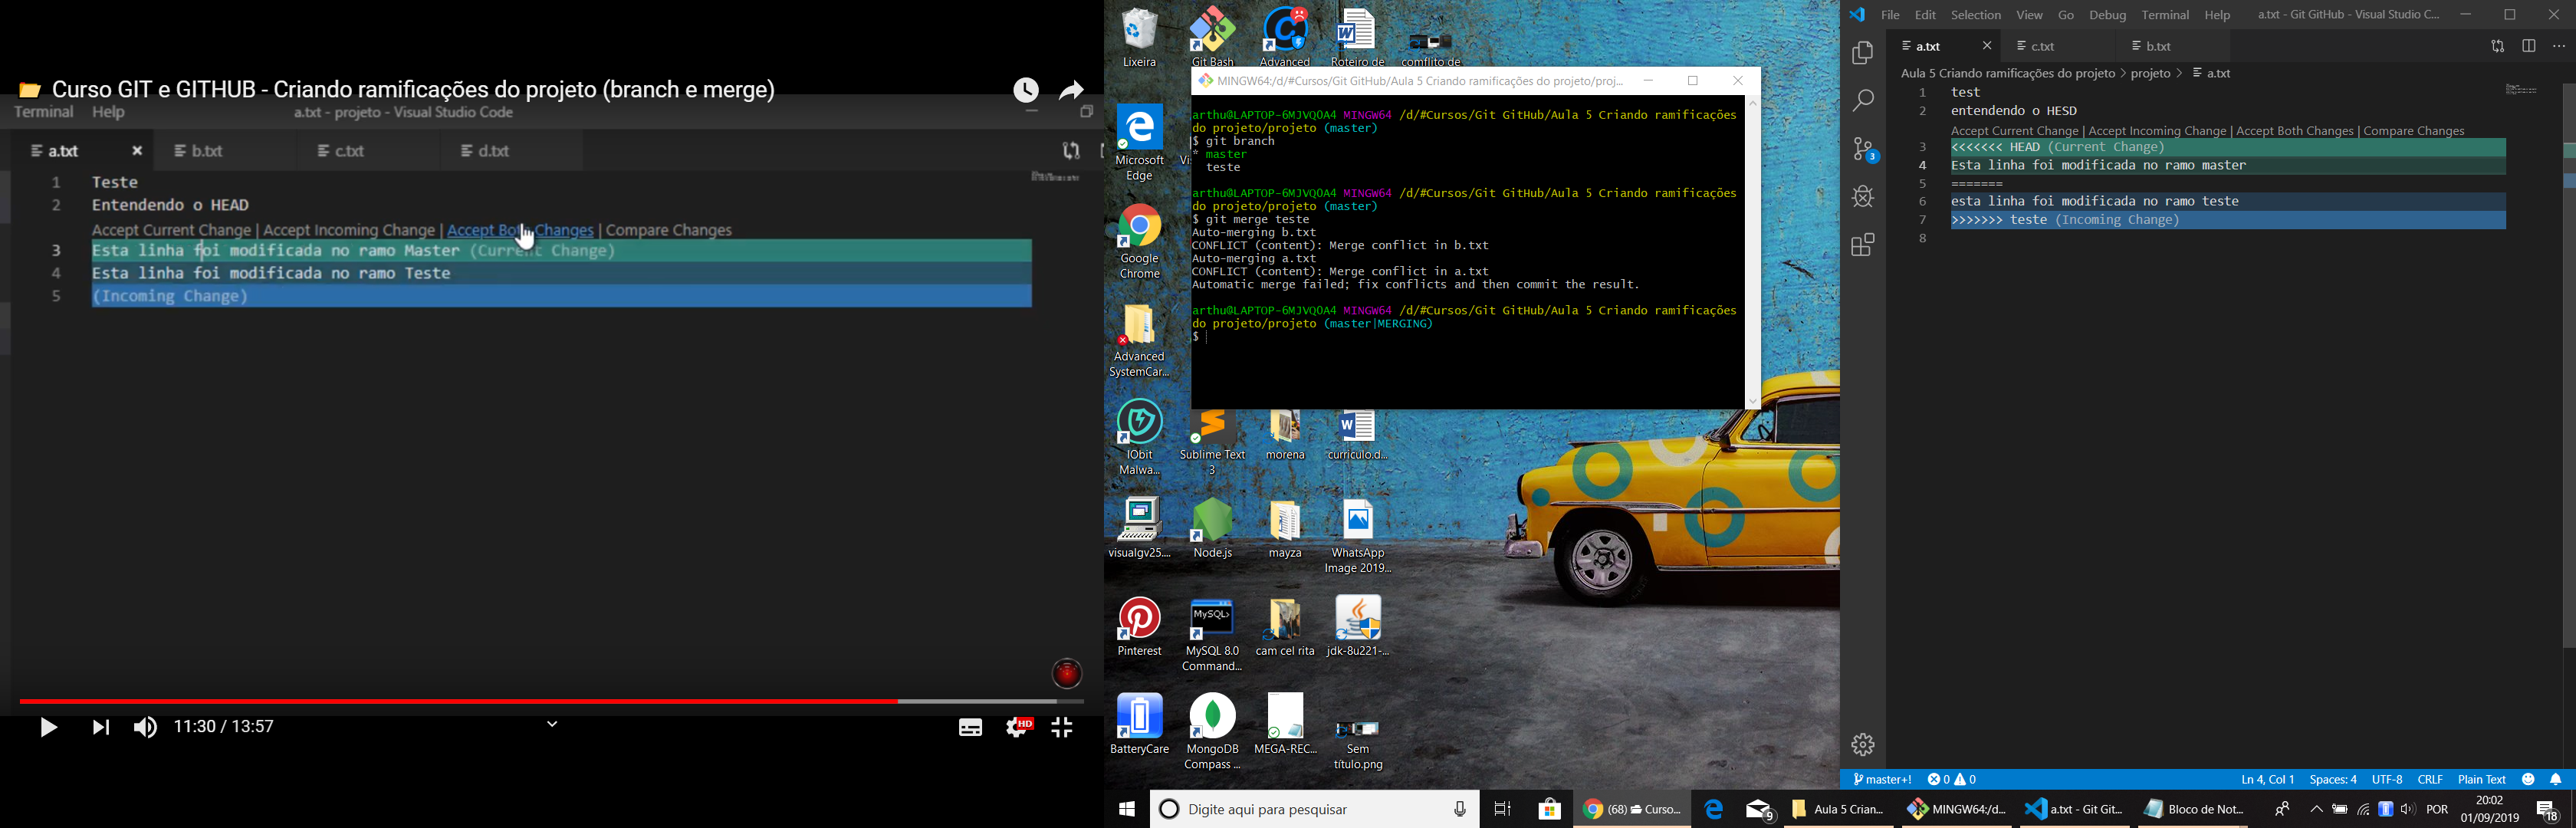 Curso GIT e GITHUB - Criando ramificações do projeto (branch e merge)
Terminal Help a.txt - projeto - Visual Studio Code
a.txt b.txt c.txt d.txt
1 Teste
2 Entendendo o HEAD
Accept Current Change | Accept Incoming Change | Accept Both Changes | Compare Changes
3 Esta linha foi modificada no ramo Master (Current Change)
4 Esta linha foi modificada no ramo Teste
5 (Incoming Change)
11:30 / 13:57
HD
Lixeira
Git Bash
Advanced
Roteiro de
comflito de
Microsoft Edge
Vi
Google Chrome
Advanced SystemCar...
IObit Malwa...
Sublime Text 3
morena
curriculo.d...
visualgv25....
Node.js
mayza
WhatsApp Image 2019...
Pinterest
MySQL>
MySQL 8.0 Command...
cam cel rita
jdk-8u221-...
BatteryCare
MongoDB Compass ...
MEGA-REC...
Sem título.png
MINGW64:/d/#Cursos/Git GitHub/Aula 5 Criando ramificações do projeto/proj...
arthu@LAPTOP-6MJVQOA4 MINGW64 /d/#Cursos/Git GitHub/Aula 5 Criando ramificações
do projeto/projeto (master)
$ git branch
* master
teste
arthu@LAPTOP-6MJVQOA4 MINGW64 /d/#Cursos/Git GitHub/Aula 5 Criando ramificações
do projeto/projeto (master)
$ git merge teste
Auto-merging b.txt
CONFLICT (content): Merge conflict in b.txt
Auto-merging a.txt
CONFLICT (content): Merge conflict in a.txt
Automatic merge failed; fix conflicts and then commit the result.
arthu@LAPTOP-6MJVQOA4 MINGW64 /d/#Cursos/Git GitHub/Aula 5 Criando ramificações
do projeto/projeto (master|MERGING)
$
File Edit Selection View Go Debug Terminal Help a.txt - Git GitHub - Visual Studio C...
a.txt c.txt b.txt
Aula 5 Criando ramificações do projeto > projeto > a.txt
1 test
2 entendendo o HESD
Accept Current Change | Accept Incoming Change | Accept Both Changes | Compare Changes
3 <<<<<<< HEAD (Current Change)
4 Esta linha foi modificada no ramo master
5 =======
6 esta linha foi modificada no ramo teste
7 >>>>>>> teste (Incoming Change)
8
3
master+! 0 0 Ln 4, Col 1 Spaces: 4 UTF-8 CRLF Plain Text
Digite aqui para pesquisar
(68) Curso...
9
Aula 5 Crian...
MINGW64:/d...
a.txt - Git Git...
Bloco de Not...
POR
20:02
01/09/2019
18